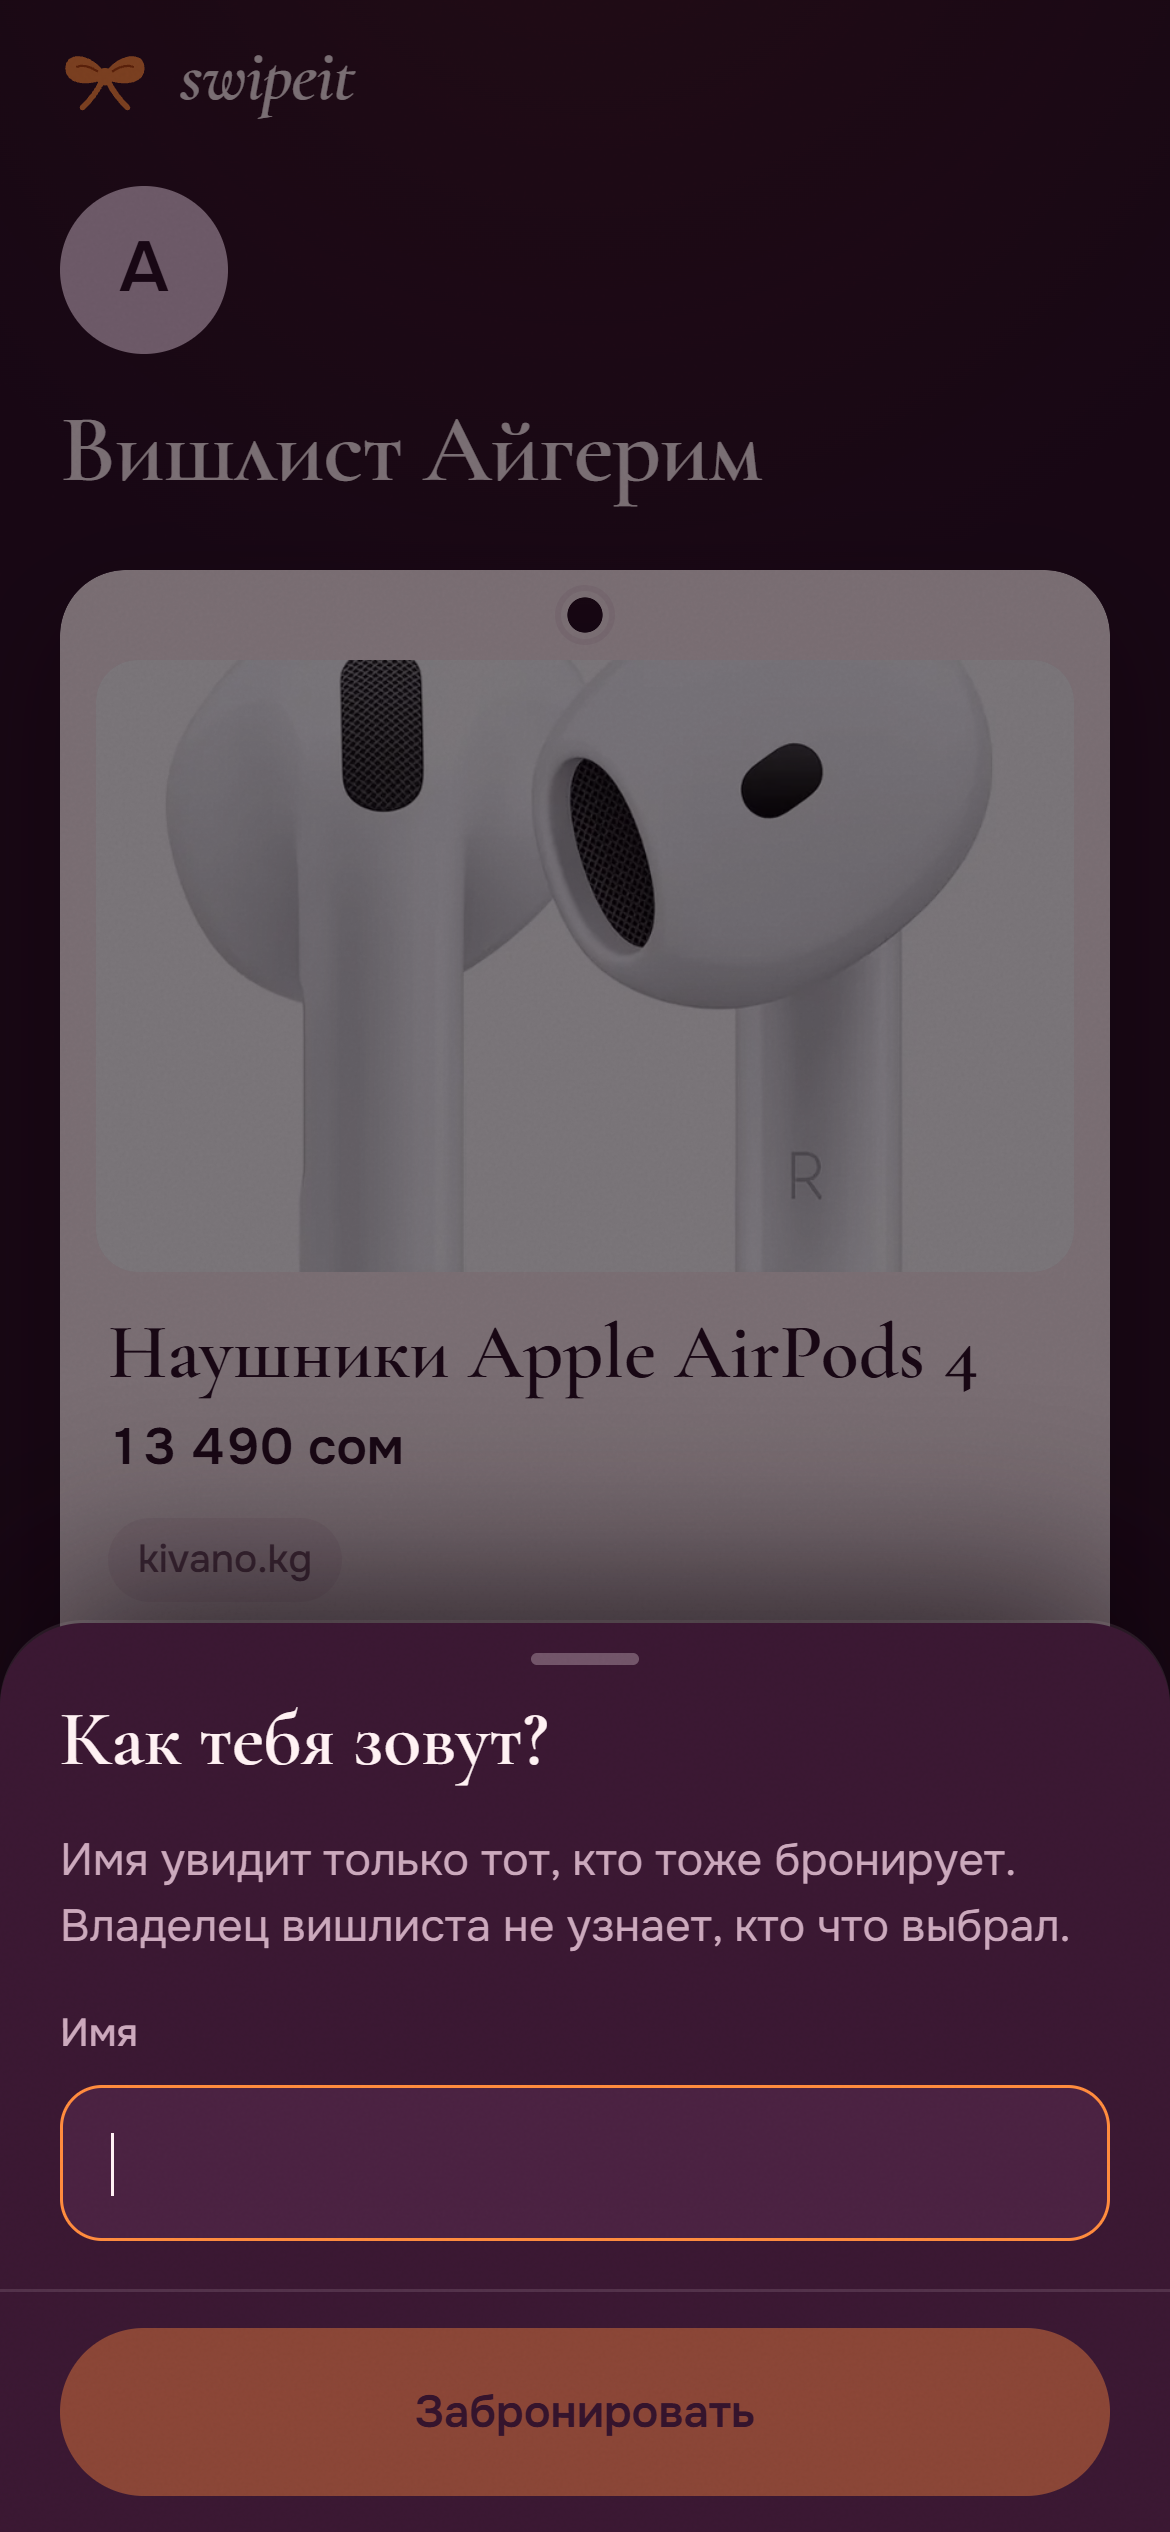 swipeit
А
Вишлист Айгерим
R
Наушники Apple AirPods 4
13 490 сом
kivano.kg
Как тебя зовут?
Имя увидит только тот, кто тоже бронирует.
Владелец вишлиста не узнает, кто что выбрал.
Имя
Забронировать